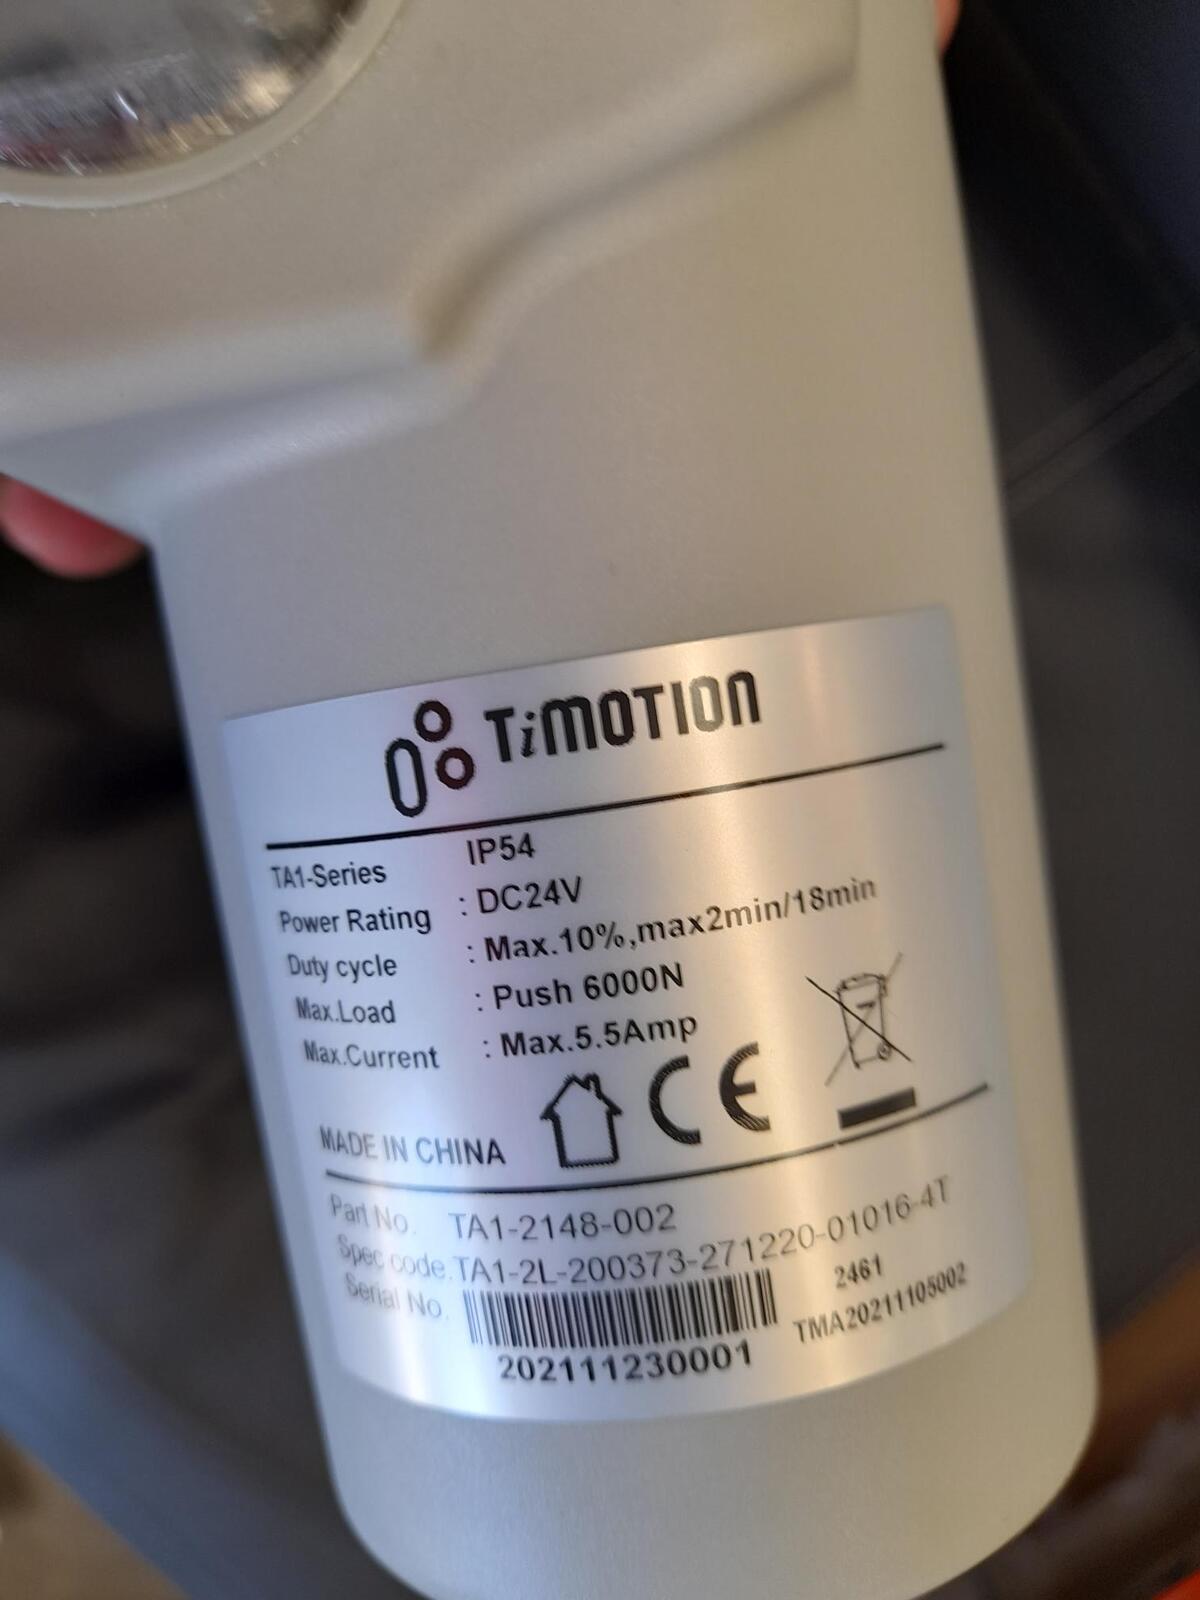 TiMOTION
TA1-Series IP54
Power Rating : DC24V
Duty cycle : Max.10%,max2min/18min
Max.Load : Push 6000N
Max.Current : Max.5.5Amp
MADE IN CHINA CE
Part No. TA1-2148-002
Spec code. TA1-2L-200373-271220-01016-4T
Serial No. 2461
202111230001 TMA20211105002